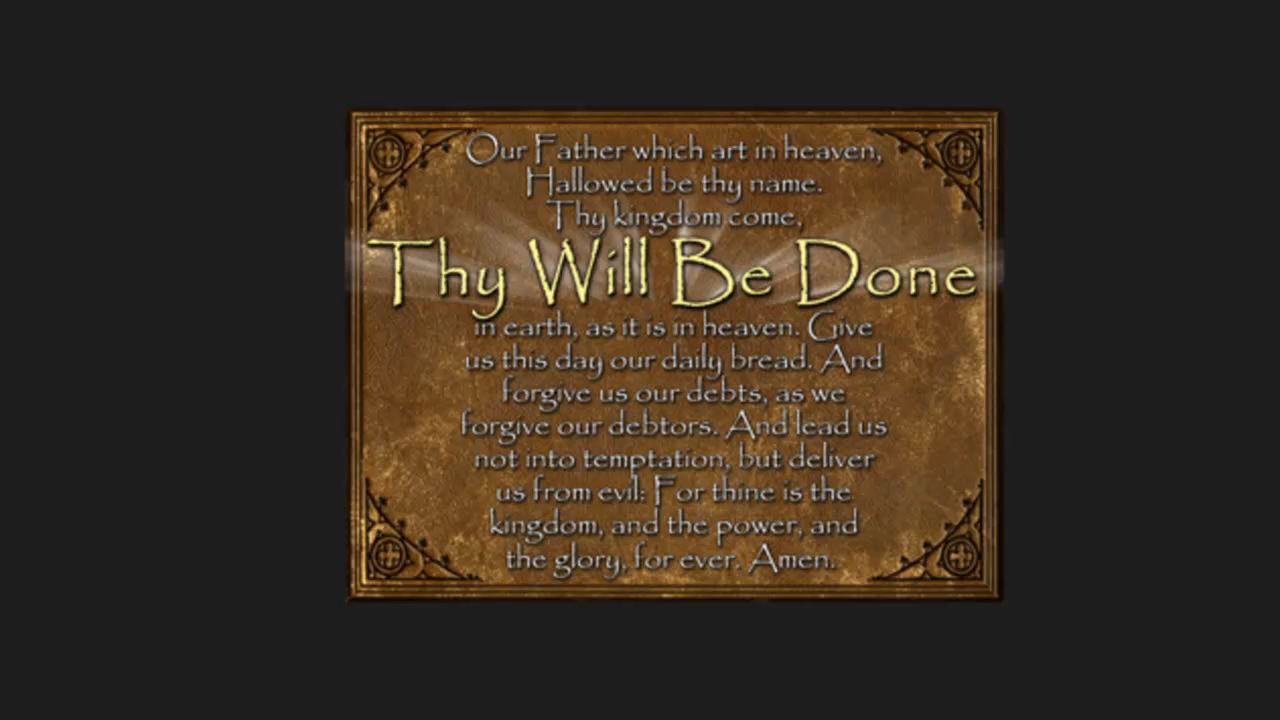 Our Father which art in heaven,
Hallowed be thy name.
Thy kingdom come,
Thy Will Be Done
in earth, as it is in heaven. Give
us this day our daily bread. And
forgive us our debts, as we
forgive our debtors. And lead us
not into temptation, but deliver
us from evil: For thine is the
kingdom, and the power, and
the glory, for ever. Amen.